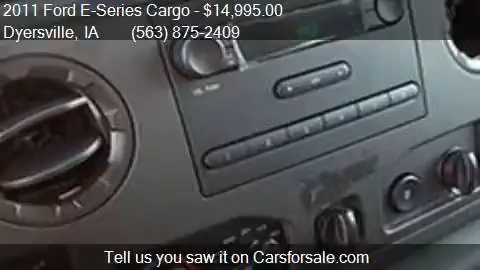 2011 Ford E-Series Cargo - $14,995.00
Dyersville, IA (563) 875-2409
Tell us you saw it on Carsforsale.com